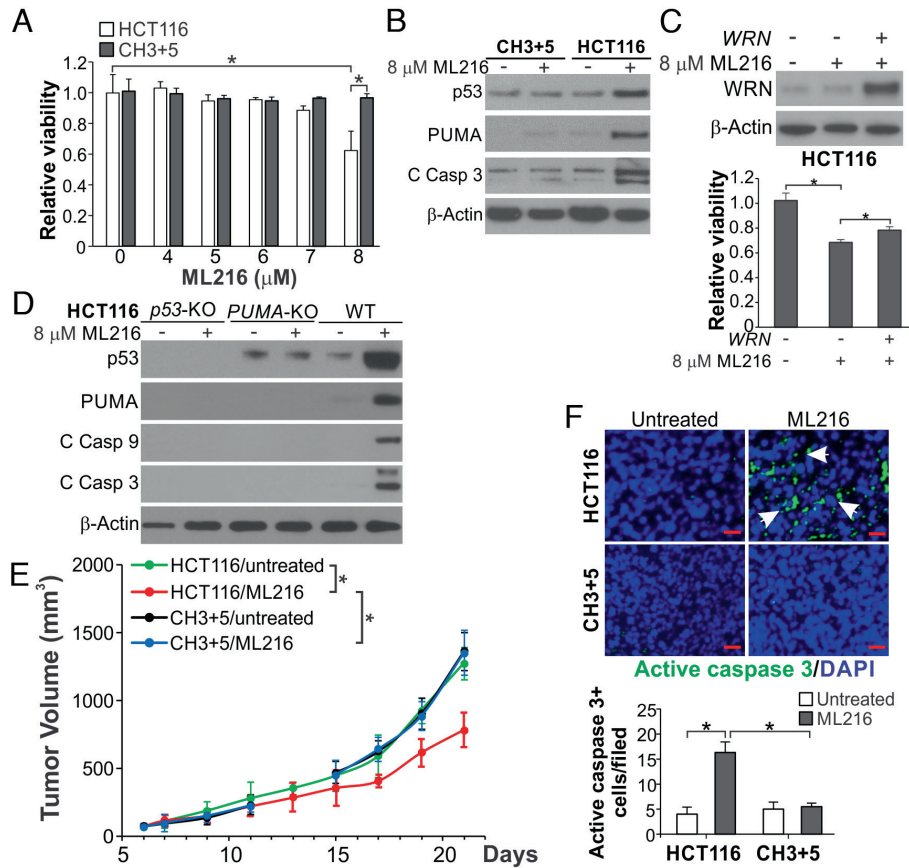 A
HCT116
CH3+5
*
*
Relative viability
1.2
1.0
0.8
0.6
0.4
0.2
0
0 4 5 6 7 8
ML216 (μM)
B
CH3+5 HCT116
8 μM ML216 - + - +
p53
PUMA
C Casp 3
β-Actin
C
WRN - - +
8 μM ML216 - + +
WRN
β-Actin
HCT116
*
*
Relative viability
1.2
1.0
0.8
0.6
0.4
0.2
0
WRN - - +
8 μM ML216 - + +
D
HCT116 p53-KO PUMA-KO WT
8 μM ML216 - + - + - +
p53
PUMA
C Casp 9
C Casp 3
β-Actin
E
HCT116/untreated
HCT116/ML216
CH3+5/untreated
CH3+5/ML216
*
*
Tumor Volume (mm³)
2000
1500
1000
500
0
5 10 15 20 Days
F
Untreated ML216
HCT116
CH3+5
Active caspase 3/DAPI
Untreated
ML216
*
*
Active caspase 3+
cells/filed
25
20
15
10
5
0
HCT116 CH3+5